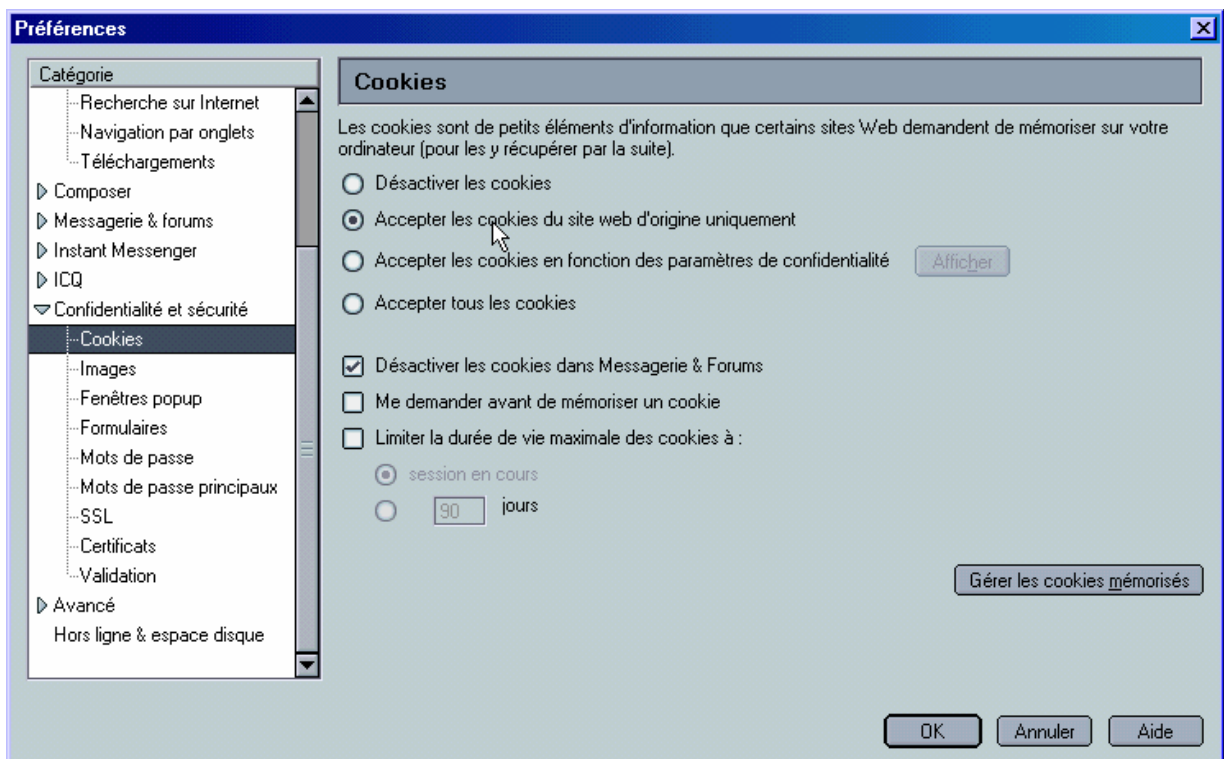 Préférences
Catégorie
Recherche sur Internet
Navigation par onglets
Téléchargements
Composer
Messagerie & forums
Instant Messenger
ICQ
Confidentialité et sécurité
Cookies
Images
Fenêtres popup
Formulaires
Mots de passe
Mots de passe principaux
SSL
Certificats
Validation
Avancé
Hors ligne & espace disque
Cookies
Les cookies sont de petits éléments d'information que certains sites Web demandent de mémoriser sur votre
ordinateur (pour les y récupérer par la suite).
Désactiver les cookies
Accepter les cookies du site web d'origine uniquement
Accepter les cookies en fonction des paramètres de confidentialité Afficher
Accepter tous les cookies
Désactiver les cookies dans Messagerie & Forums
Me demander avant de mémoriser un cookie
Limiter la durée de vie maximale des cookies à :
session en cours
90 jours
Gérer les cookies mémorisés
OK Annuler Aide